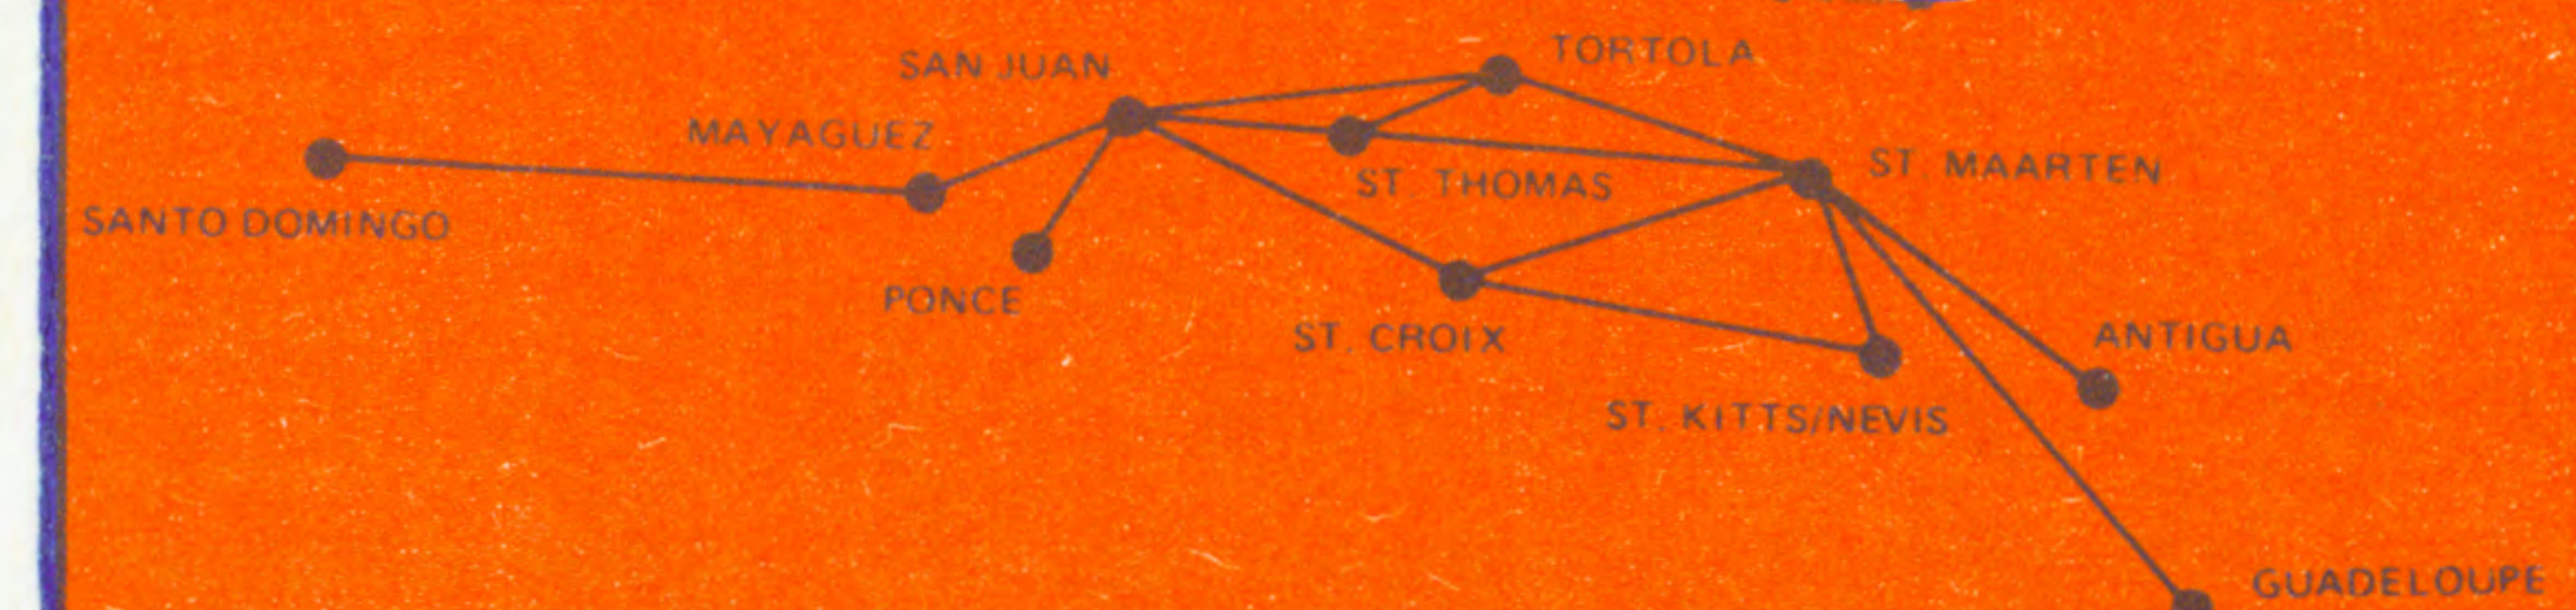 TORTOLA
SAN JUAN
MAYAGUEZ
ST. MAARTEN
ST. THOMAS
SANTO DOMINGO
PONCE
ST. CROIX
ANTIGUA
ST. KITTS/NEVIS
GUADELOUPE